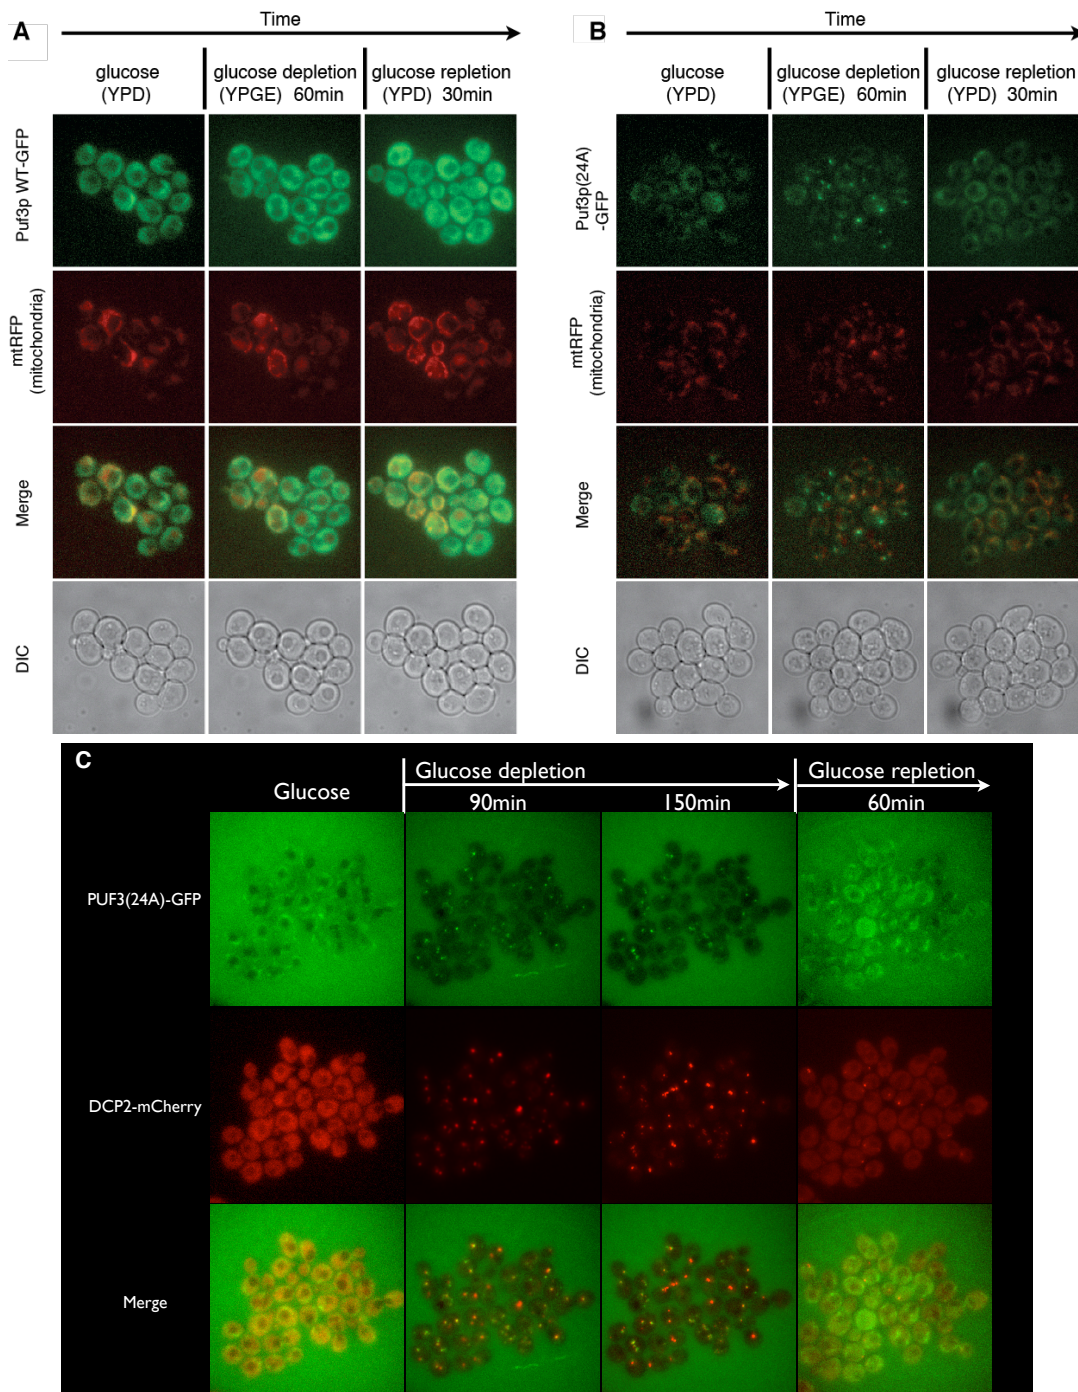 A
Time
glucose
(YPD)
glucose depletion
(YPGE) 60min
glucose repletion
(YPD) 30min
Puf3p WT-GFP
mtRFP
(mitochondria)
Merge
DIC
B
Time
glucose
(YPD)
glucose depletion
(YPGE) 60min
glucose repletion
(YPD) 30min
Puf3p(24A)
-GFP
mtRFP
(mitochondria)
Merge
DIC
C
Glucose
Glucose depletion
90min
150min
Glucose repletion
60min
PUF3(24A)-GFP
DCP2-mCherry
Merge